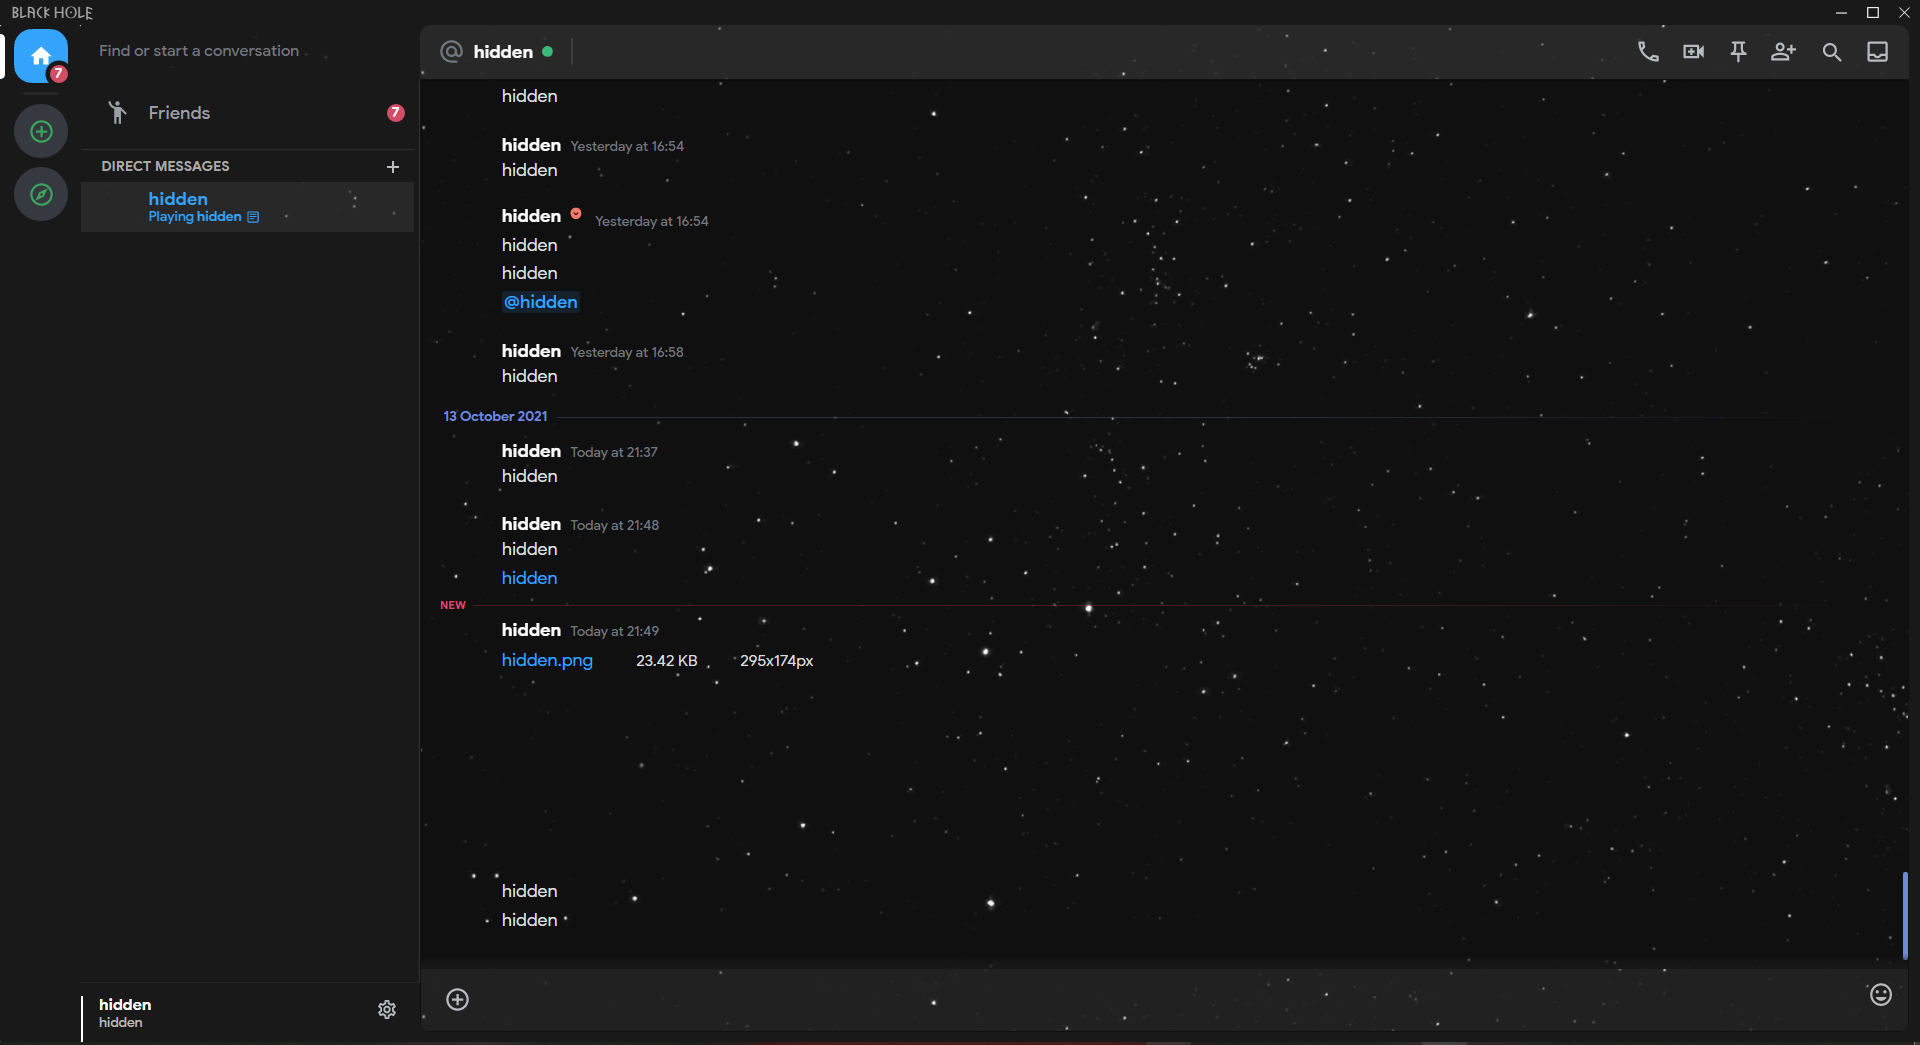 BLACK HOLE
7
Find or start a conversation
Friends
7
DIRECT MESSAGES
hidden
Playing hidden
hidden
hidden
hidden
hidden Yesterday at 16:54
hidden
hidden Yesterday at 16:54
hidden
hidden
@hidden
hidden Yesterday at 16:58
hidden
13 October 2021
hidden Today at 21:37
hidden
hidden Today at 21:48
hidden
hidden
NEW
hidden Today at 21:49
hidden.png 23.42 KB 295x174px
hidden
hidden
hidden